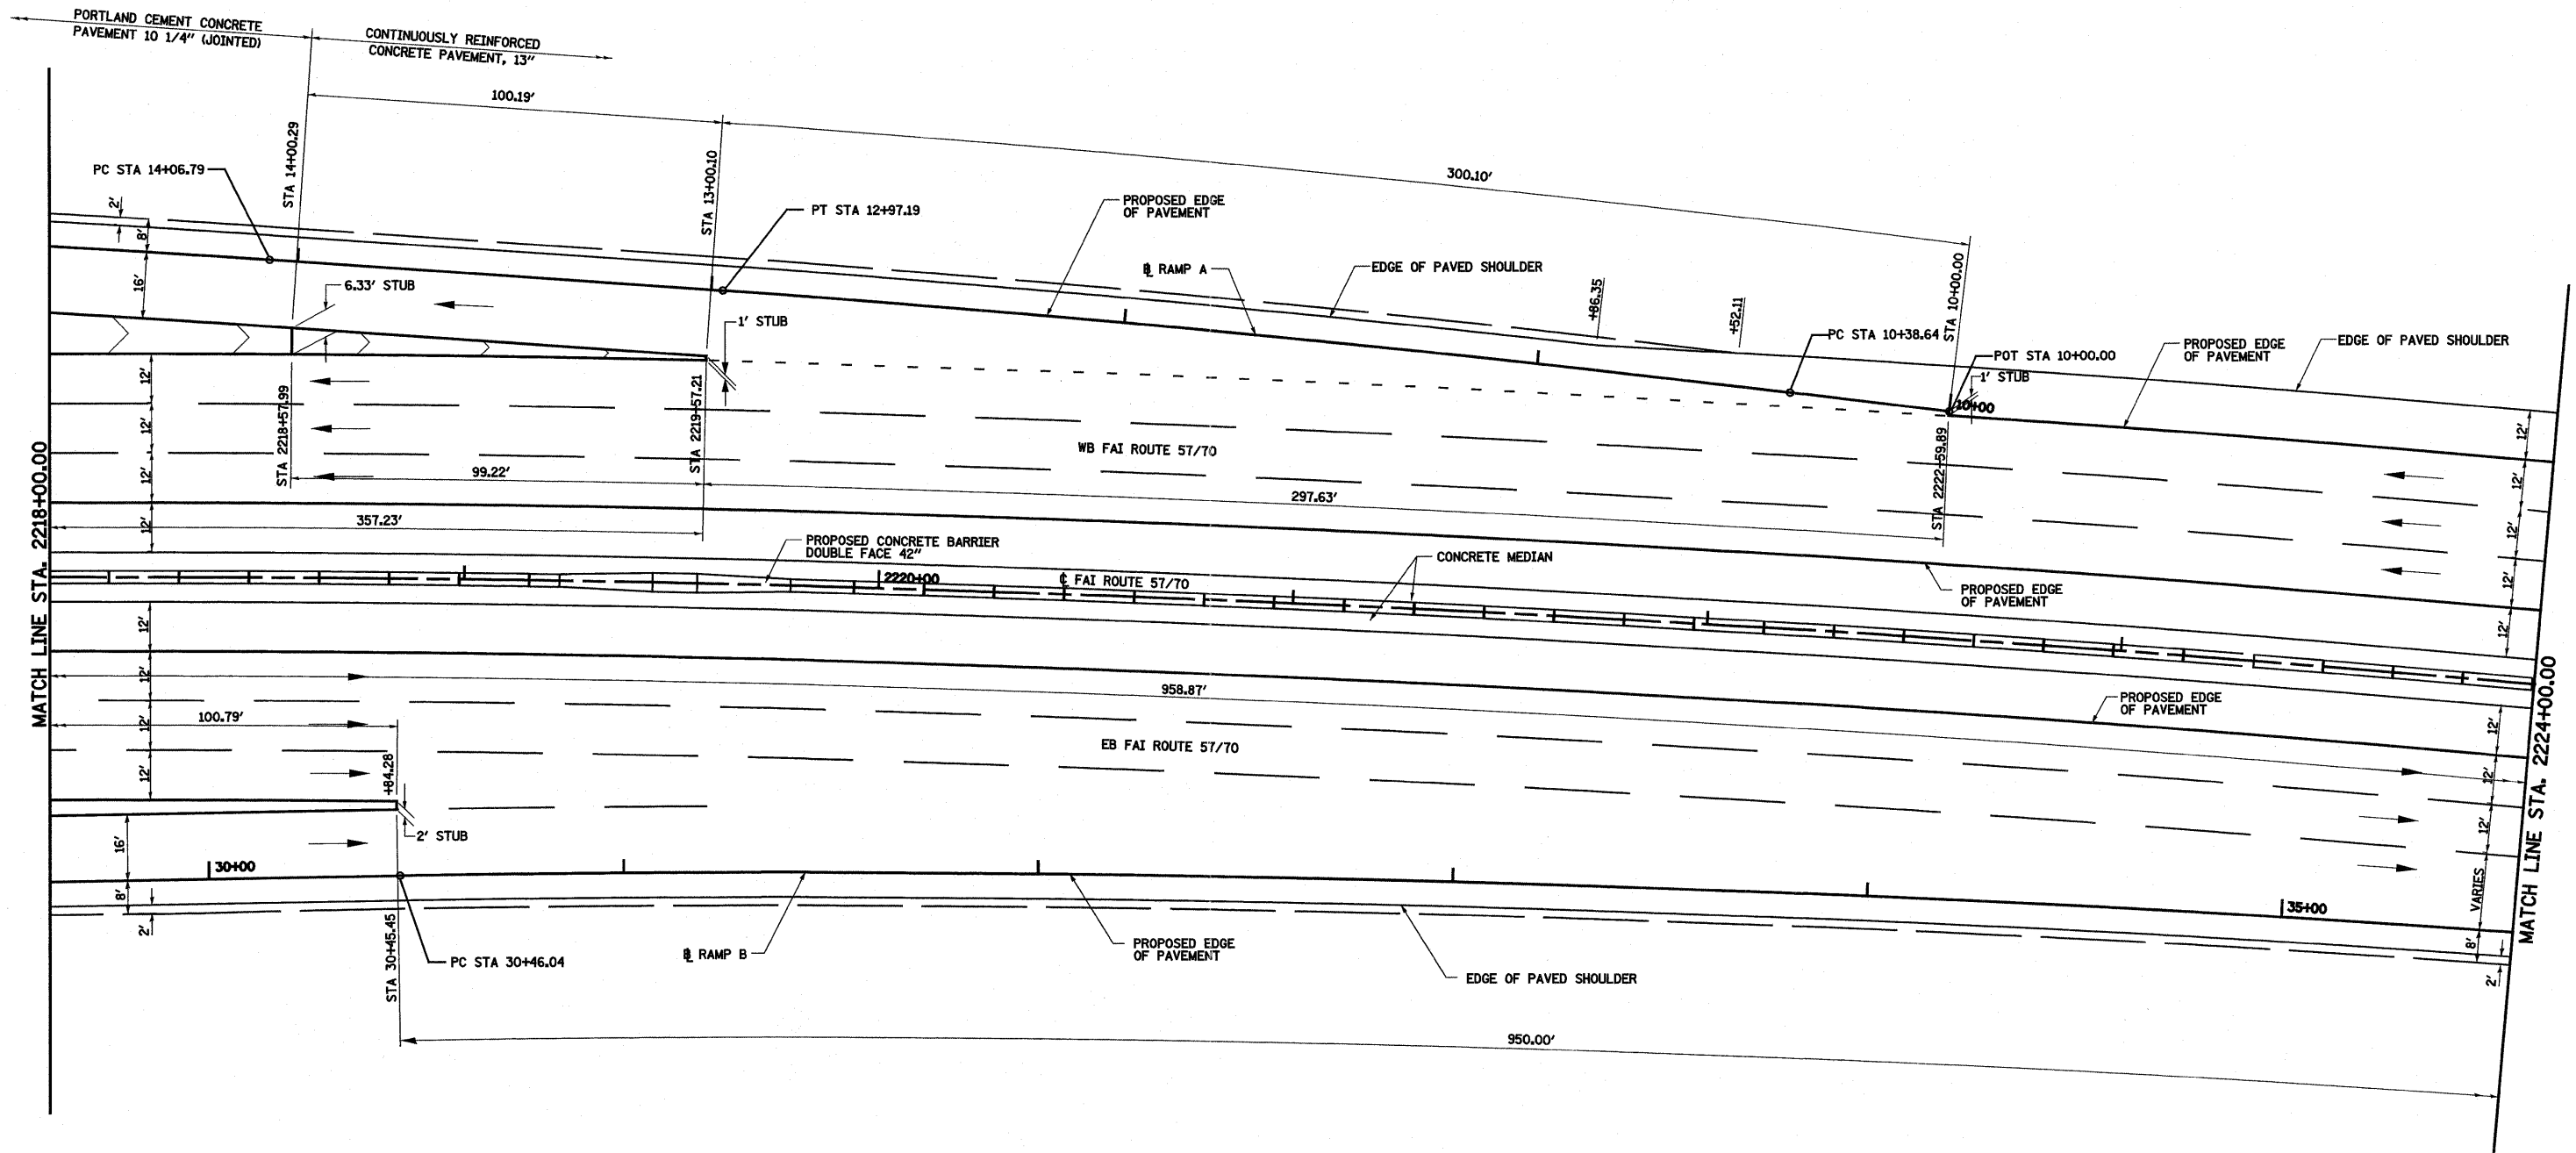 PORTLAND CEMENT CONCRETE
PAVEMENT 10 1/4" (JOINTED)
CONTINUOUSLY REINFORCED
CONCRETE PAVEMENT, 13"
100.19'
300.10'
STA 14+00.29
STA 13+00.10
STA 10+00.00
PC STA 14+06.79
PT STA 12+97.19
PROPOSED EDGE
OF PAVEMENT
℄ RAMP A
EDGE OF PAVED SHOULDER
+86.35
+52.11
PC STA 10+38.64
POT STA 10+00.00
1' STUB
10+00
PROPOSED EDGE
OF PAVEMENT
EDGE OF PAVED SHOULDER
2'
8'
16'
6.33' STUB
1' STUB
12'
12'
12'
12'
STA 2218+57.99
STA 2219+57.21
STA 2222+59.89
99.22'
297.63'
357.23'
WB FAI ROUTE 57/70
12'
12'
12'
12'
12'
MATCH LINE STA. 2218+00.00
PROPOSED CONCRETE BARRIER
DOUBLE FACE 42"
2220+00
℄ FAI ROUTE 57/70
CONCRETE MEDIAN
PROPOSED EDGE
OF PAVEMENT
12'
12'
12'
12'
958.87'
100.79'
+84.28
EB FAI ROUTE 57/70
PROPOSED EDGE
OF PAVEMENT
12'
12'
12'
VARIES
8'
2'
MATCH LINE STA. 2224+00.00
2' STUB
16'
8'
2'
30+00
35+00
STA 30+45.45
PC STA 30+46.04
℄ RAMP B
PROPOSED EDGE
OF PAVEMENT
EDGE OF PAVED SHOULDER
950.00'